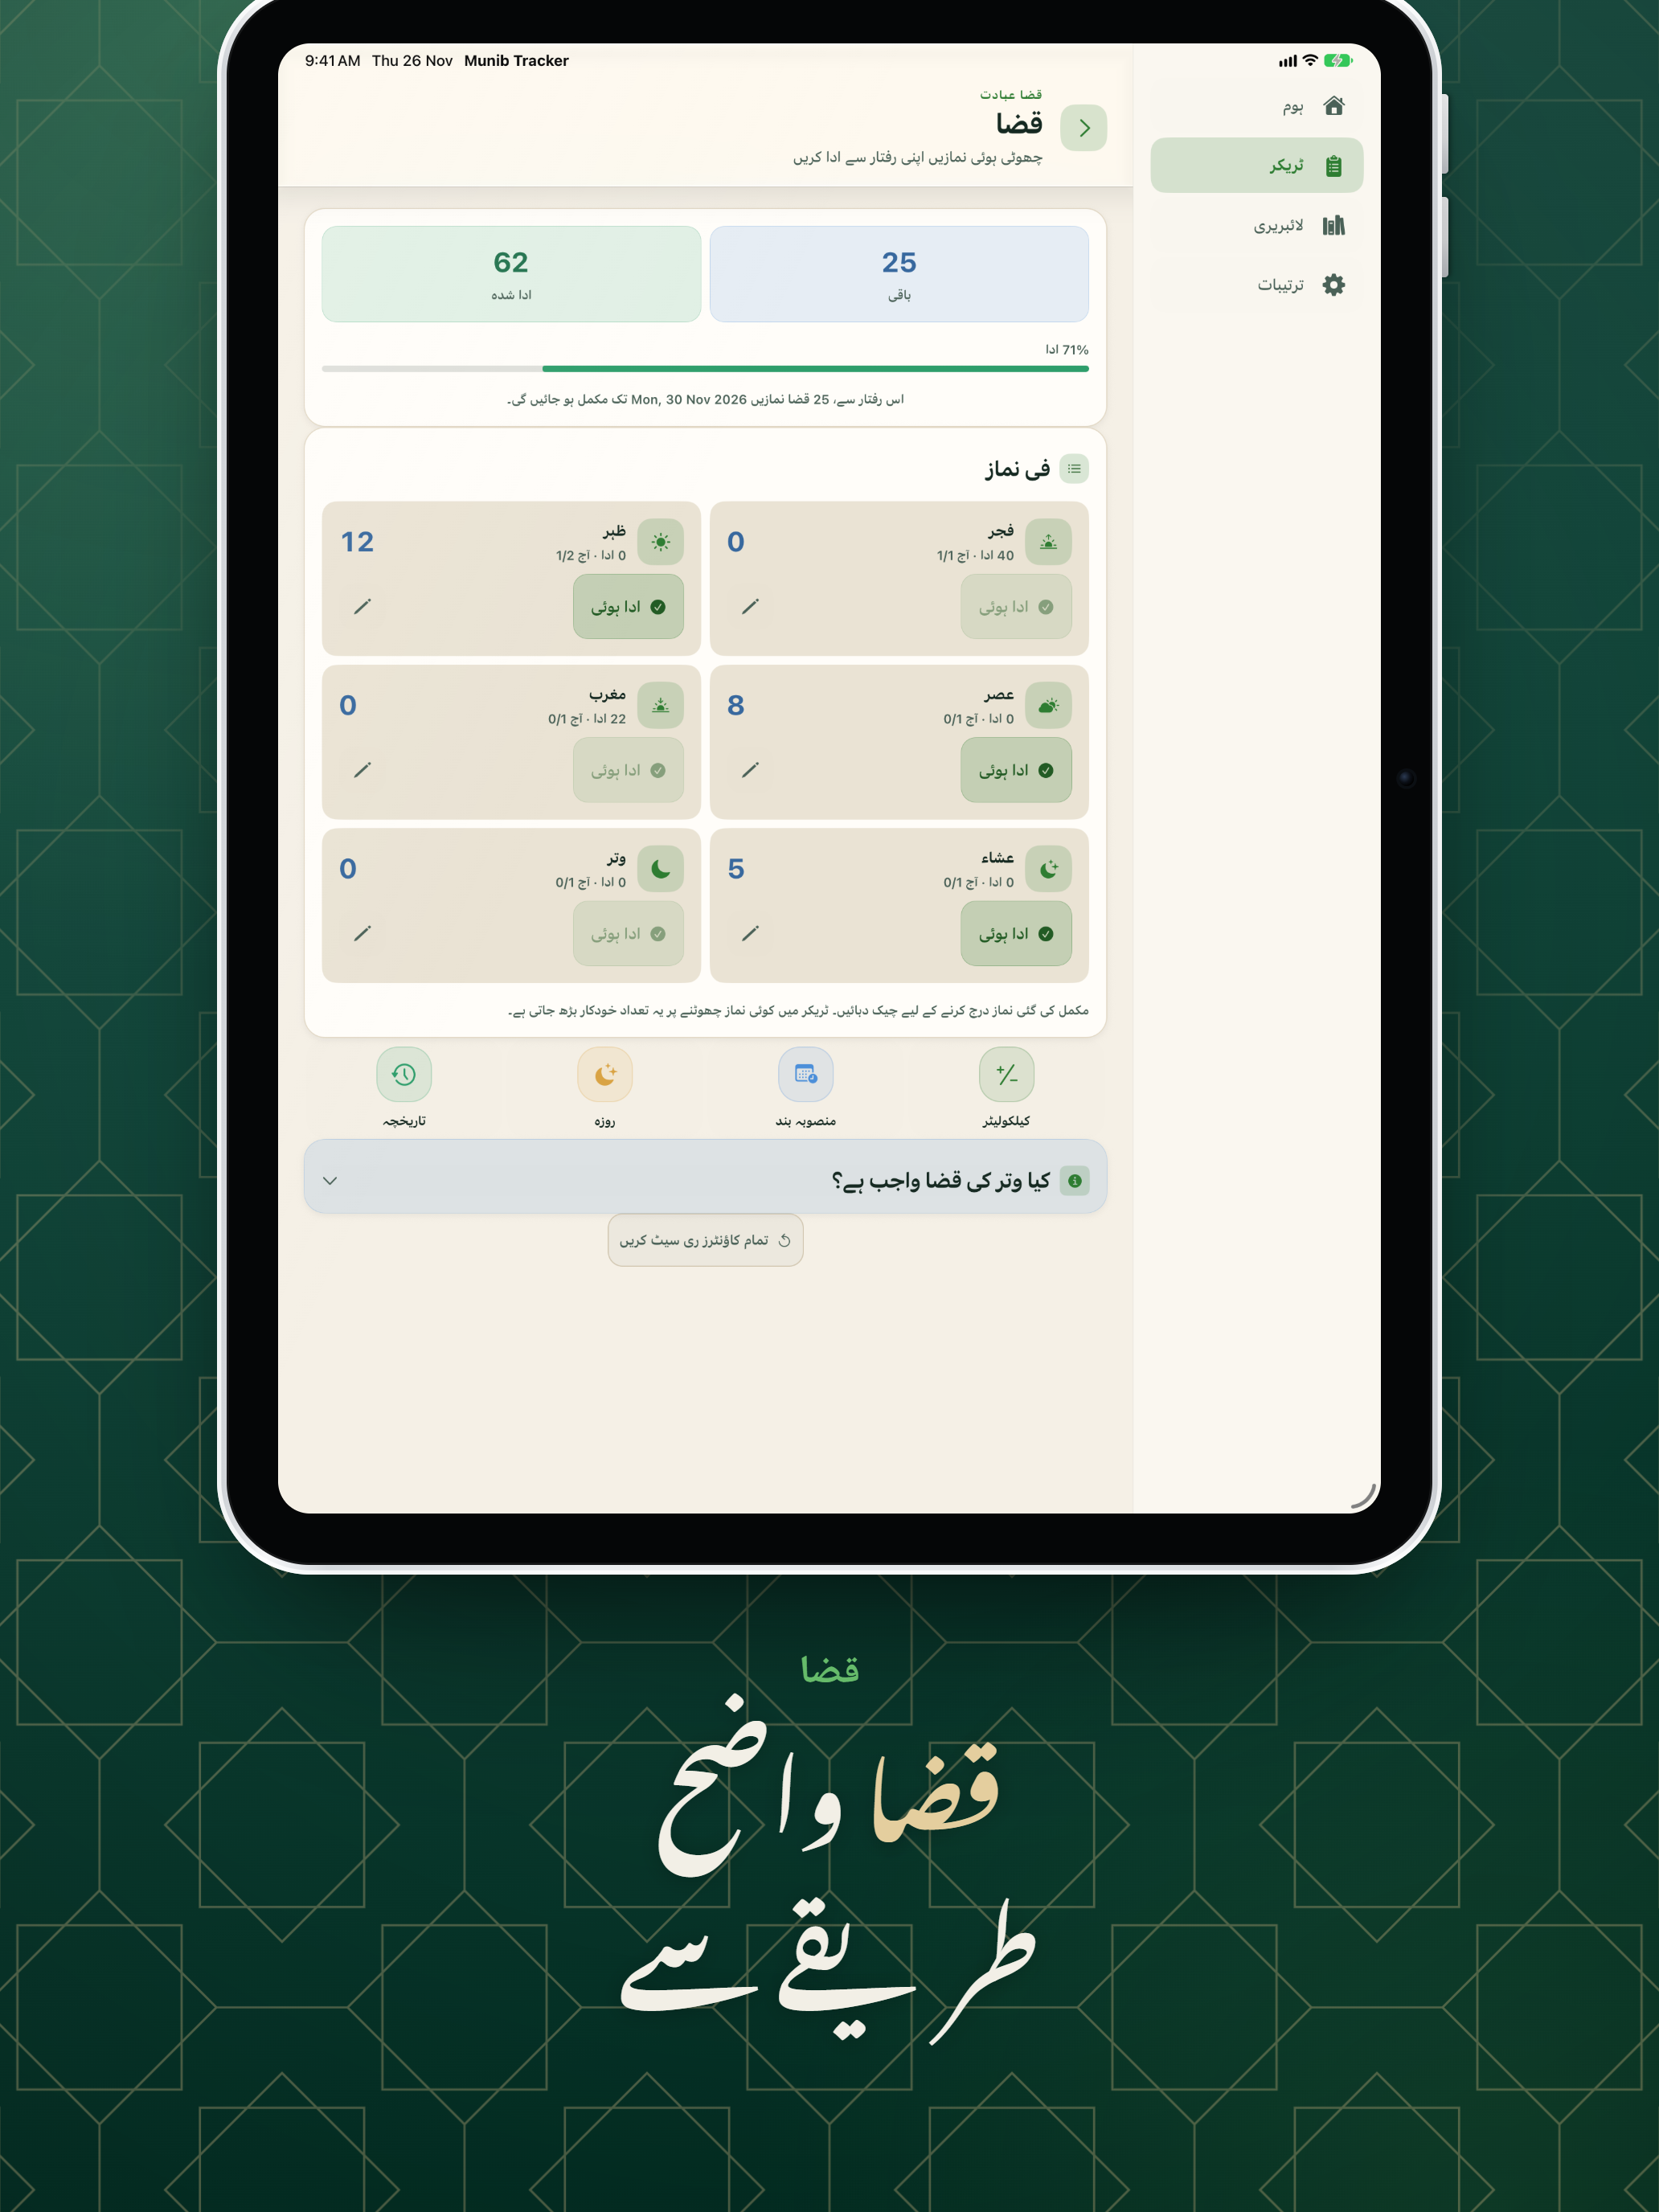 9:41 AM Thu 26 Nov Munib Tracker
ہوم
ٹریکر
لائبریری
ترتیبات
قضا عبادت
قضا
چھوٹی ہوئی نمازیں اپنی رفتار سے ادا کریں
25
باقی
62
ادا شدہ
71% ادا
اس رفتار سے، 25 قضا نمازیں Mon, 30 Nov 2026 تک مکمل ہو جائیں گی۔
فی نماز
فجر
0
40 ادا · آج 1/1
ادا ہوئی
ظہر
12
0 ادا · آج 1/2
ادا ہوئی
عصر
8
0 ادا · آج 0/1
ادا ہوئی
مغرب
0
22 ادا · آج 0/1
ادا ہوئی
عشاء
5
0 ادا · آج 0/1
ادا ہوئی
وتر
0
0 ادا · آج 0/1
ادا ہوئی
مکمل کی گئی نماز درج کرنے کے لیے چیک دبائیں۔ ٹریکر میں کوئی نماز چھوٹنے پر یہ تعداد خودکار بڑھ جاتی ہے۔
کیلکولیٹر
منصوبہ بند
روزہ
تاریخچہ
کیا وتر کی قضا واجب ہے؟
تمام کاؤنٹرز ری سیٹ کریں
قضا
قضا واضح
طریقے سے